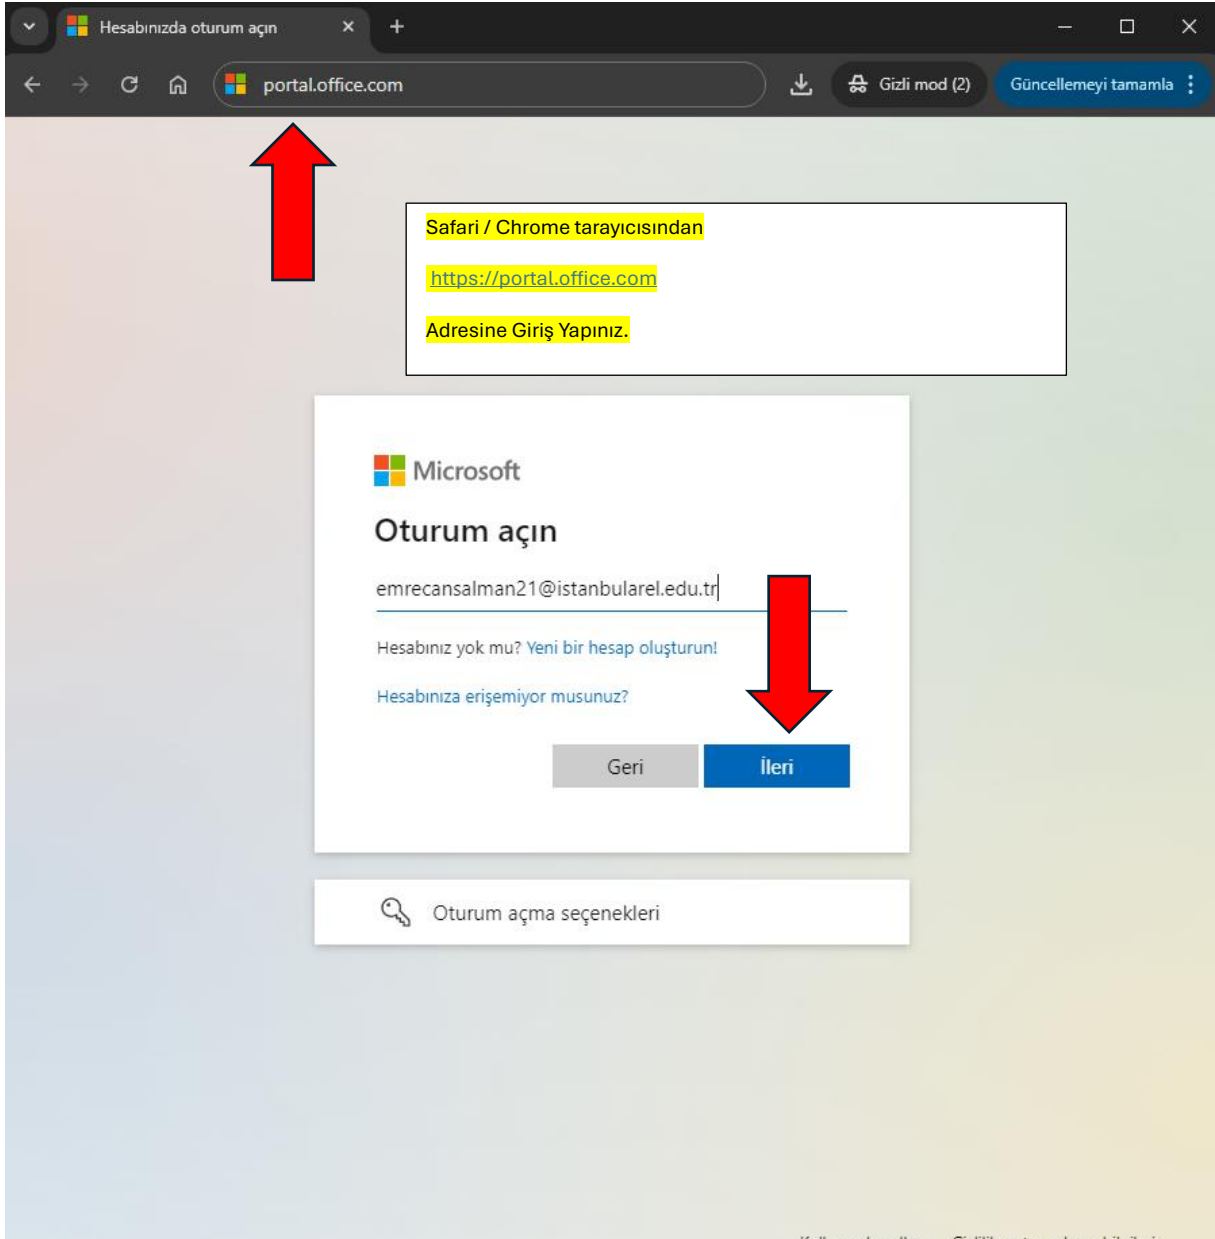 Hesabınızda oturum açın
portal.office.com
Gizli mod (2)
Güncellemeyi tamamla
Safari / Chrome tarayıcısından
https://portal.office.com
Adresine Giriş Yapınız.
Microsoft
Oturum açın
emrecansalman21@istanbularel.edu.tr
Hesabınız yok mu? Yeni bir hesap oluşturun!
Hesabınıza erişemiyor musunuz?
Geri
İleri
Oturum açma seçenekleri